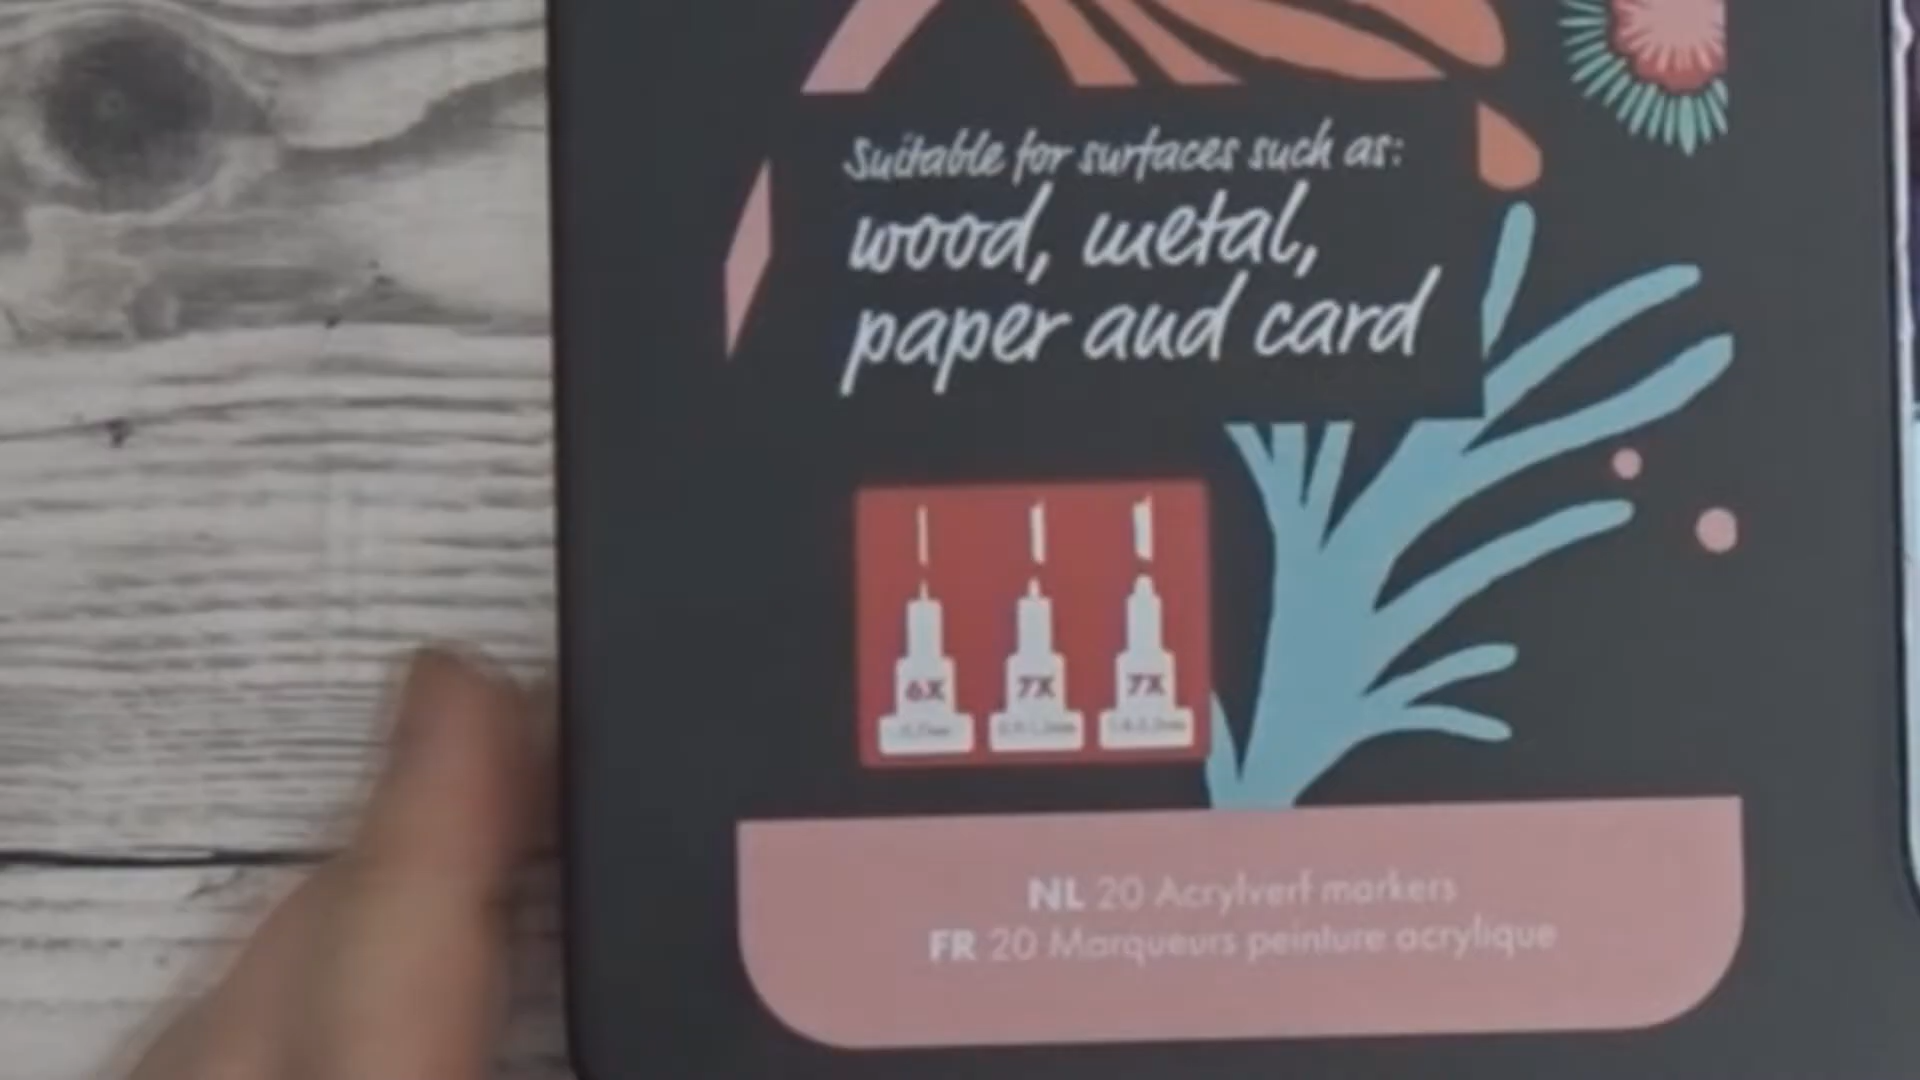 Suitable for surfaces such as:
wood, metal,
paper and card
6X 7X 7X
NL 20 Acrylverf markers
FR 20 Marqueurs peinture acrylique